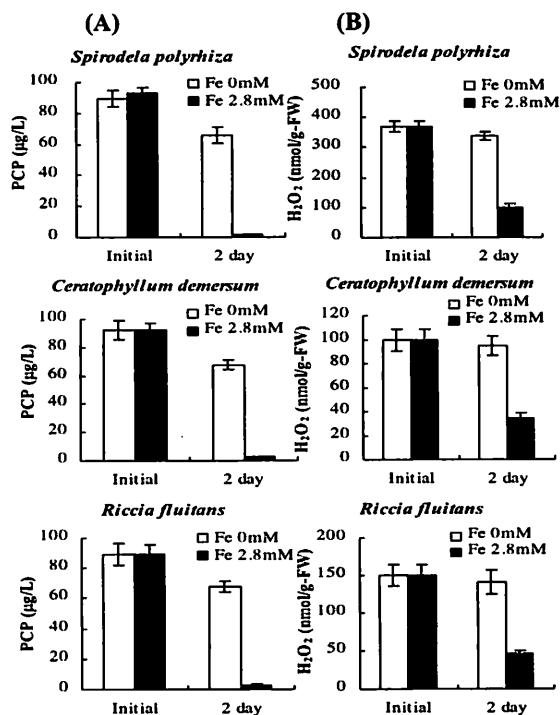 (A)
Spirodela polyrhiza
PCP (µg/L)
100
80
60
40
20
0
Fe 0mM
Fe 2.8mM
Initial
2 day
(B)
Spirodela polyrhiza
H₂O₂ (nmol/g-FW)
500
400
300
200
100
0
Fe 0mM
Fe 2.8mM
Initial
2 day
Ceratophyllum demersum
PCP (µg/L)
100
80
60
40
20
0
Fe 0mM
Fe 2.8mM
Initial
2 day
Ceratophyllum demersum
H₂O₂ (nmol/g-FW)
120
100
80
60
40
20
0
Fe 0mM
Fe 2.8mM
Initial
2 day
Riccia fluitans
PCP (µg/L)
100
80
60
40
20
0
Fe 0mM
Fe 2.8mM
Initial
2 day
Riccia fluitans
H₂O₂ (nmol/g-FW)
200
150
100
50
0
Fe 0mM
Fe 2.8mM
Initial
2 day